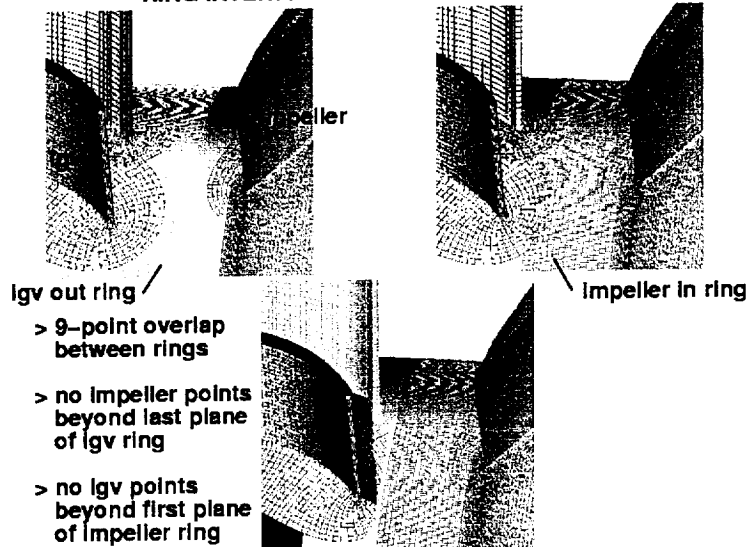 Igv out ring
Impeller in ring
> 9–point overlap
between rings
> no Impeller points
beyond last plane
of Igv ring
> no Igv points
beyond first plane
of Impeller ring